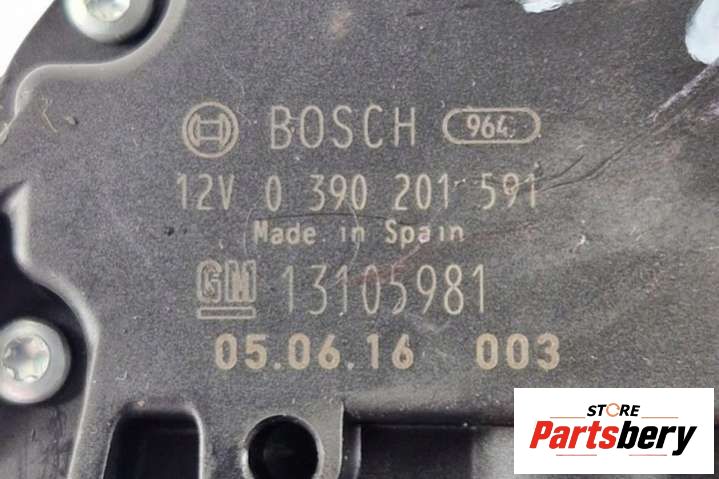 BOSCH 964
12V 0 390 201 591
Made in Spain
GM 13105981
05.06.16 003
STORE
Partsbery